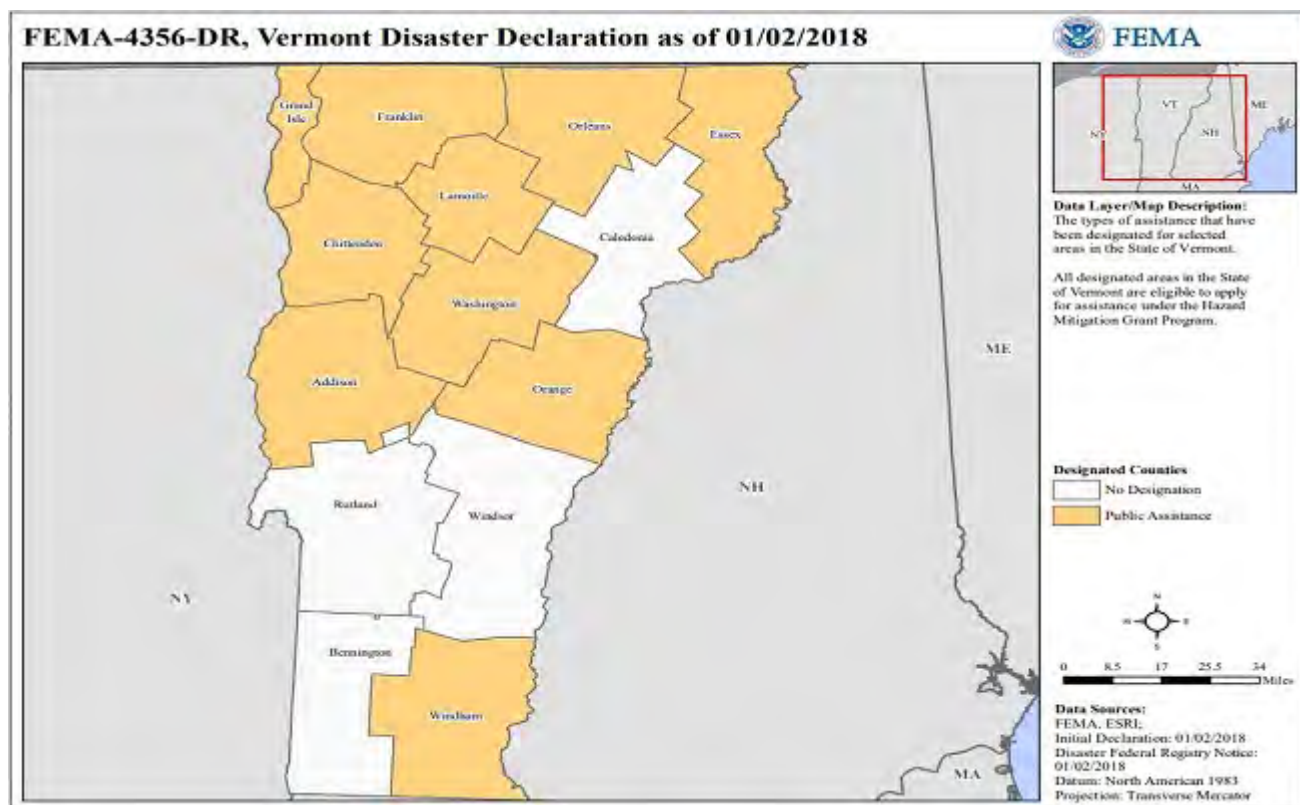 FEMA-4356-DR, Vermont Disaster Declaration as of 01/02/2018
FEMA
Grand
Isle
Franklin
Orleans
Essex
Lamoille
Chittenden
Caledonia
Washington
Addison
Orange
Rutland
Windsor
Bennington
Windham
NY
NH
ME
MA
VT
ME
NY
NH
MA
Data Layer/Map Description:
The types of assistance that have
been designated for selected
areas in the State of Vermont.
All designated areas in the State
of Vermont are eligible to apply
for assistance under the Hazard
Mitigation Grant Program.
Designated Counties
No Designation
Public Assistance
N
W
E
S
0 8.5 17 25.5 34
Miles
Data Sources:
FEMA, ESRI;
Initial Declaration: 01/02/2018
Disaster Federal Registry Notice:
01/02/2018
Datum: North American 1983
Projection: Transverse Mercator